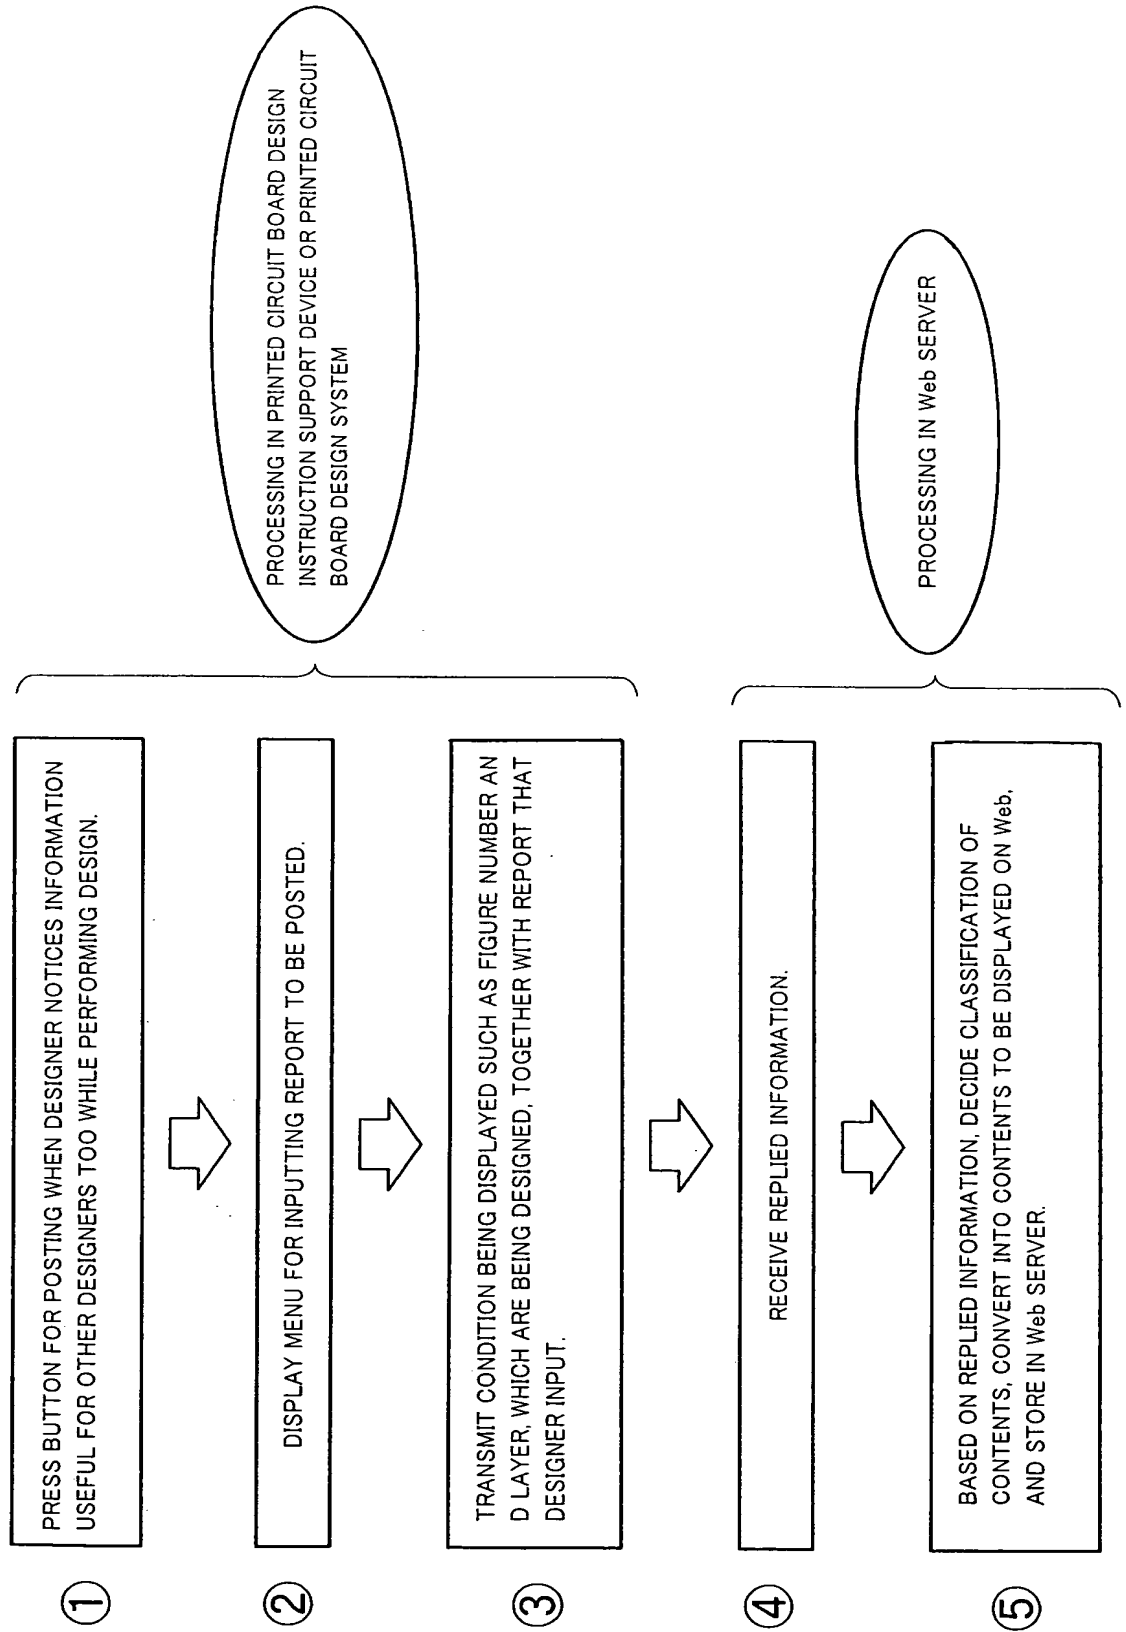 ①
PRESS BUTTON FOR POSTING WHEN DESIGNER NOTICES INFORMATION
USEFUL FOR OTHER DESIGNERS TOO WHILE PERFORMING DESIGN.
②
DISPLAY MENU FOR INPUTTING REPORT TO BE POSTED.
③
TRANSMIT CONDITION BEING DISPLAYED SUCH AS FIGURE NUMBER AN
D LAYER, WHICH ARE BEING DESIGNED, TOGETHER WITH REPORT THAT
DESIGNER INPUT.
PROCESSING IN PRINTED CIRCUIT BOARD DESIGN
INSTRUCTION SUPPORT DEVICE OR PRINTED CIRCUIT
BOARD DESIGN SYSTEM
④
RECEIVE REPLIED INFORMATION.
⑤
BASED ON REPLIED INFORMATION, DECIDE CLASSIFICATION OF
CONTENTS, CONVERT INTO CONTENTS TO BE DISPLAYED ON Web,
AND STORE IN Web SERVER.
PROCESSING IN Web SERVER